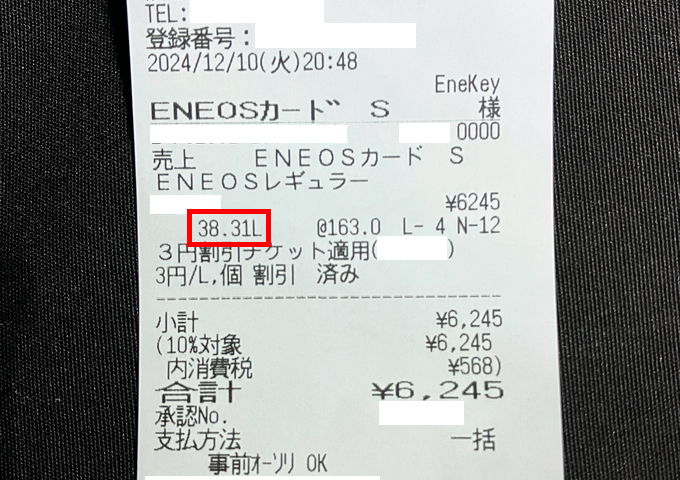 TEL:
登録番号:
2024/12/10(火)20:48
EneKey
ENEOSカード S 様
0000
売上 ENEOSカード S
ENEOSレギュラー
¥6245
38.31L @163.0 L- 4 N-12
3円割引チケット適用( )
3円/L,個 割引 済み
--------------------------------
小計 ¥6,245
(10%対象 ¥6,245
内消費税 ¥568)
合計 ¥6,245
承認No.
支払方法 一括
事前オーソリ OK